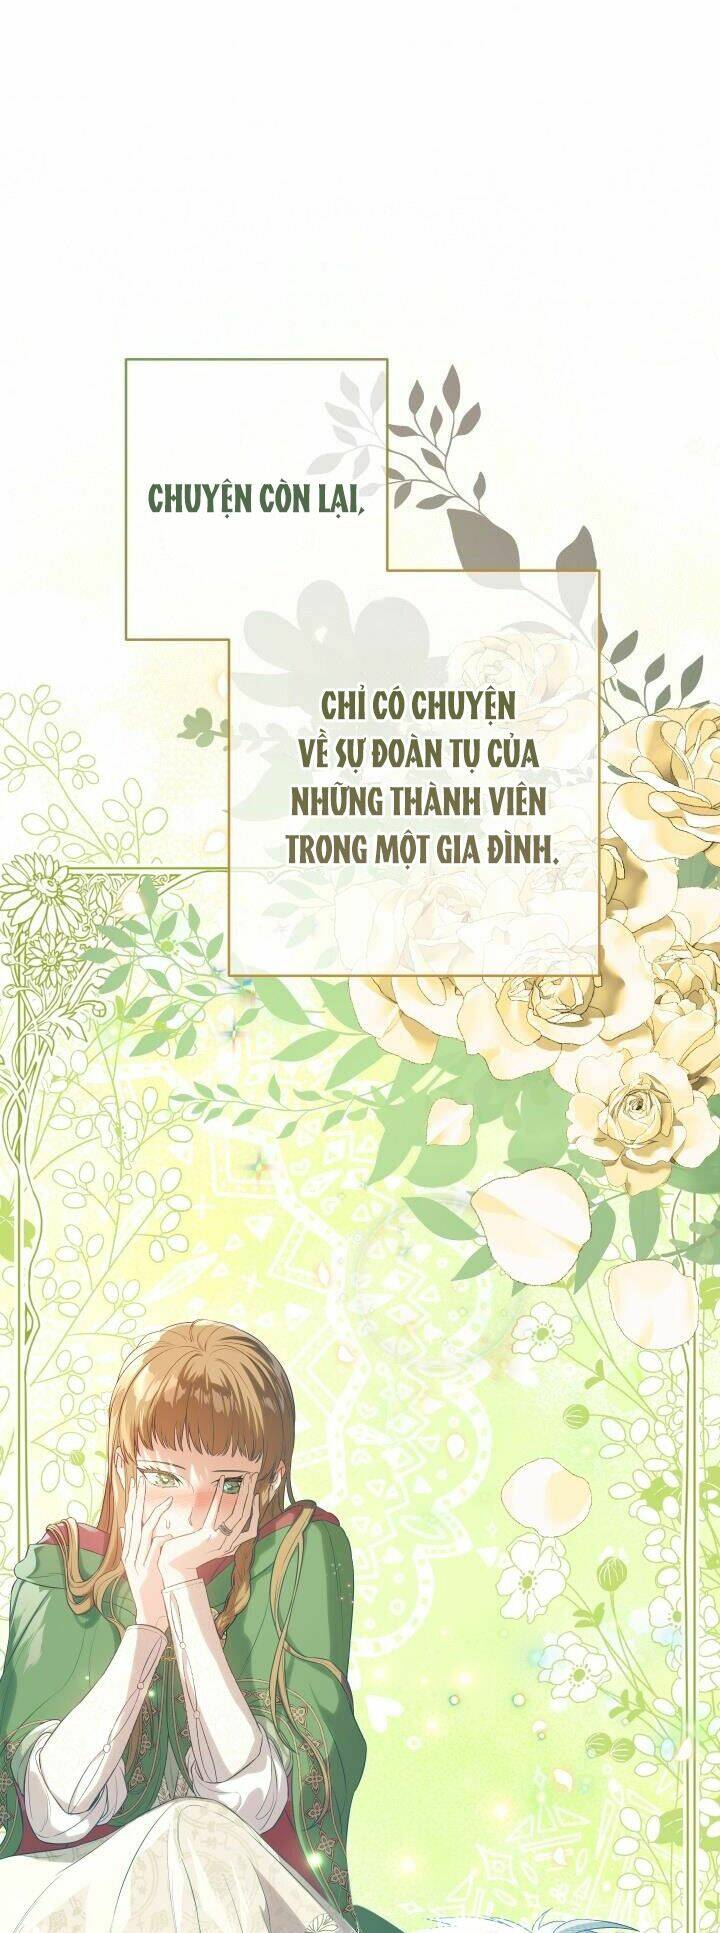 CHUYỆN CÒN LẠI,
CHỈ CÓ CHUYỆN
VỀ SỰ ĐOÀN TỤ CỦA
NHỮNG THÀNH VIÊN
TRONG MỘT GIA ĐÌNH.